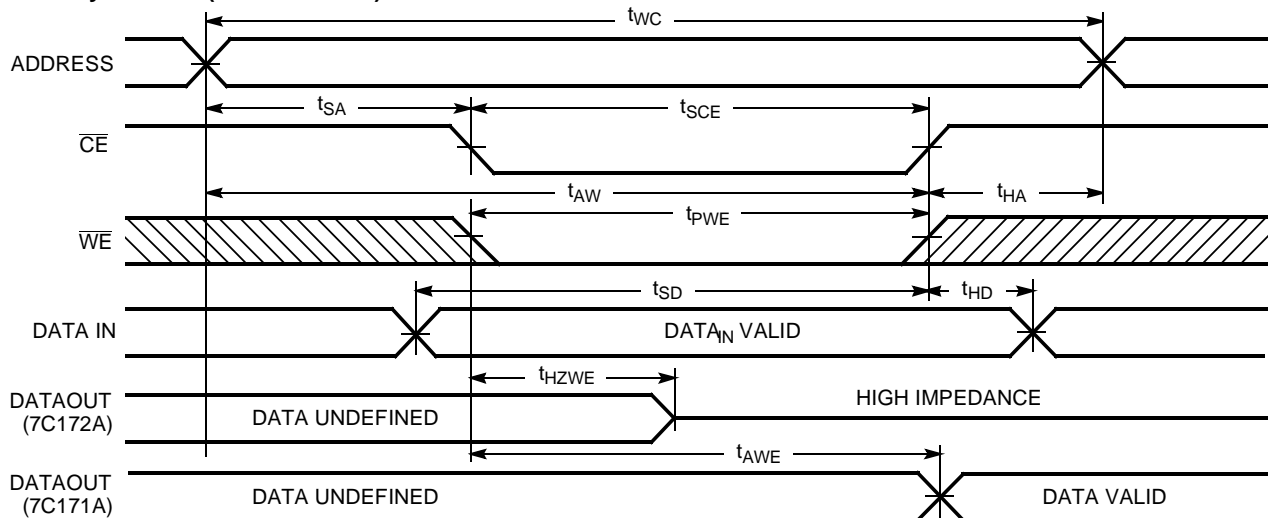 tWC
ADDRESS
tSA
tSCE
CE
tAW
tHA
tPWE
WE
tSD
tHD
DATA IN
DATAIN VALID
tHZWE
DATAOUT
(7C172A)
DATA UNDEFINED
HIGH IMPEDANCE
tAWE
DATAOUT
(7C171A)
DATA UNDEFINED
DATA VALID